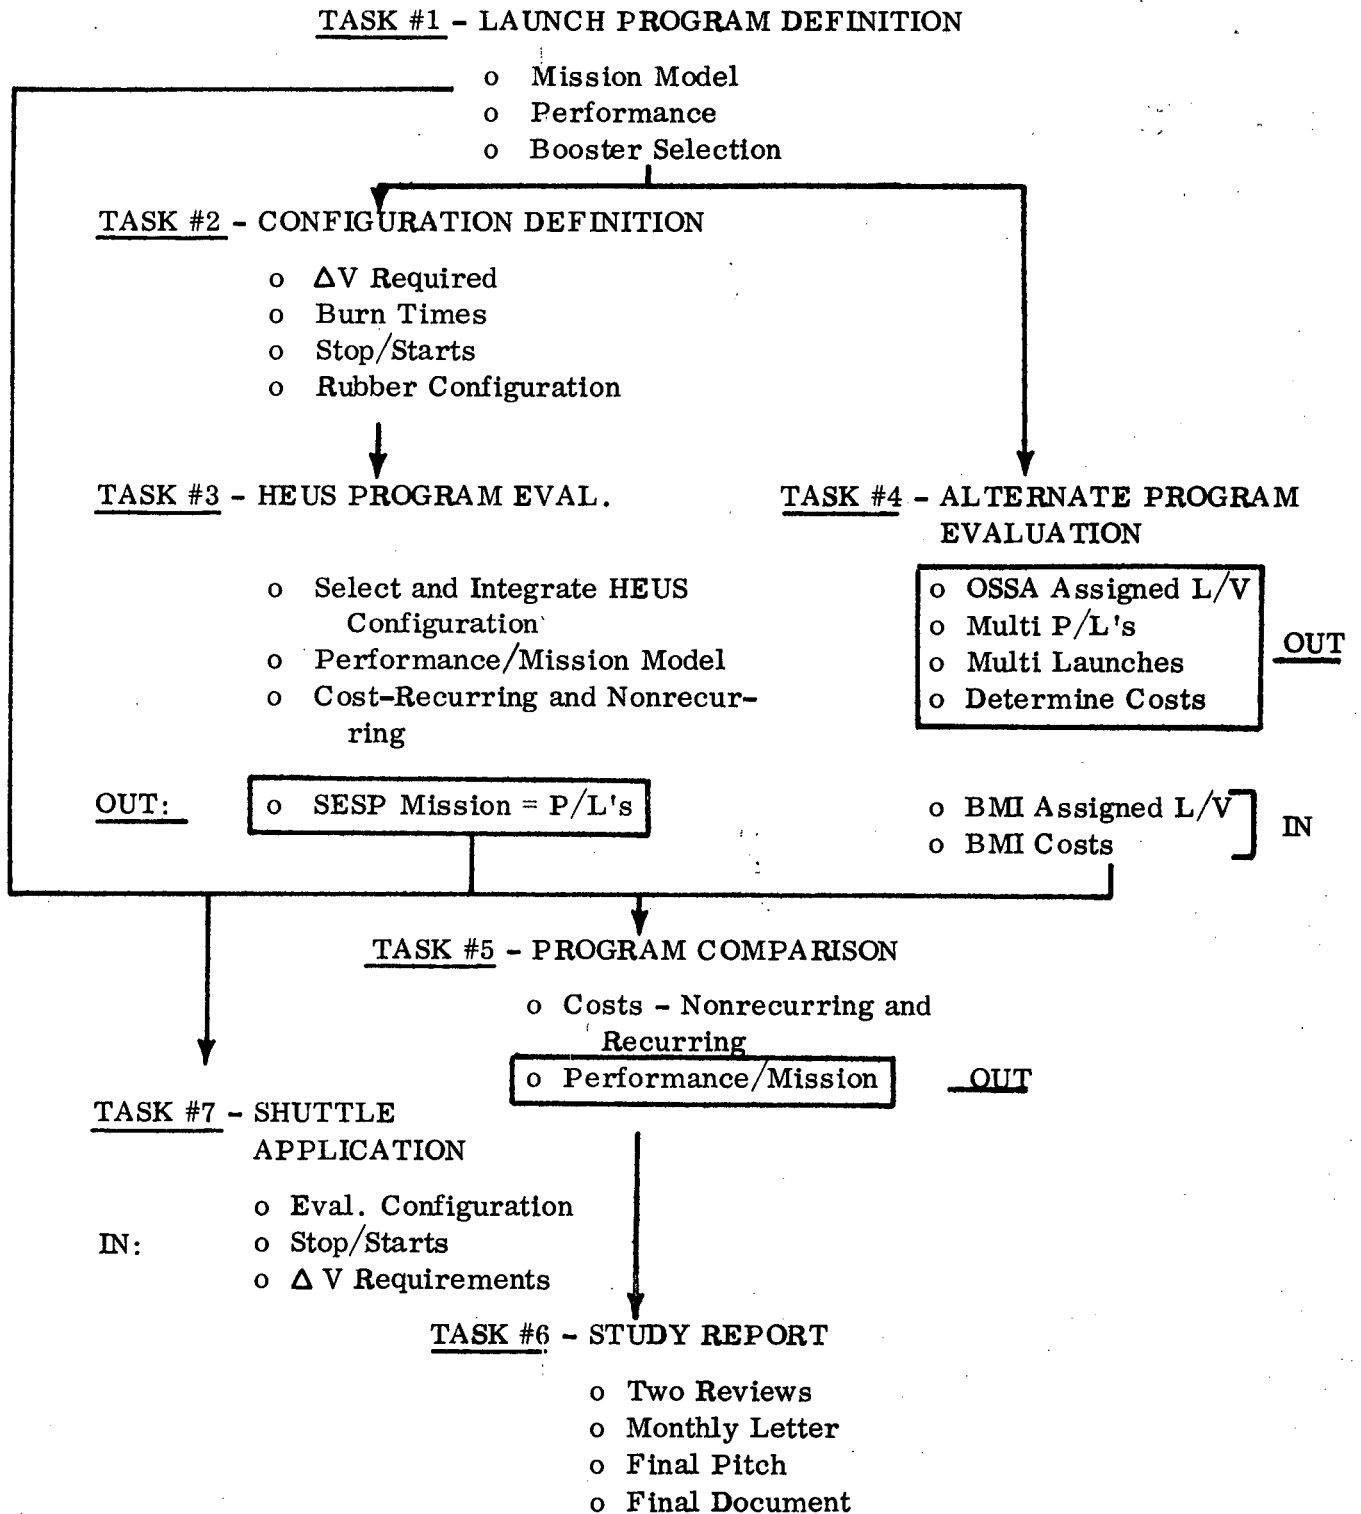 TASK #1 - LAUNCH PROGRAM DEFINITION
o Mission Model
o Performance
o Booster Selection
TASK #2 - CONFIGURATION DEFINITION
o ΔV Required
o Burn Times
o Stop/Starts
o Rubber Configuration
TASK #3 - HEUS PROGRAM EVAL.
o Select and Integrate HEUS
Configuration
o Performance/Mission Model
o Cost-Recurring and Nonrecur-
ring
OUT:
o SESP Mission = P/L's
TASK #4 - ALTERNATE PROGRAM
EVALUATION
o OSSA Assigned L/V
o Multi P/L's
o Multi Launches
o Determine Costs
OUT
o BMI Assigned L/V
o BMI Costs
IN
TASK #5 - PROGRAM COMPARISON
o Costs - Nonrecurring and
Recurring
o Performance/Mission
OUT
TASK #7 - SHUTTLE
APPLICATION
o Eval. Configuration
IN:
o Stop/Starts
o Δ V Requirements
TASK #6 - STUDY REPORT
o Two Reviews
o Monthly Letter
o Final Pitch
o Final Document